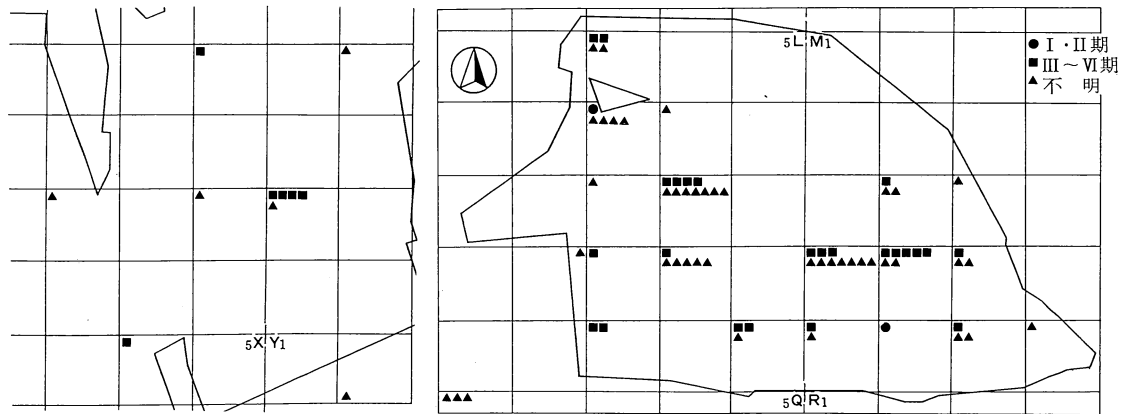 ₅L M₁
● I・II期
■ III～VI期
▲ 不明
₅X Y₁
₅Q R₁